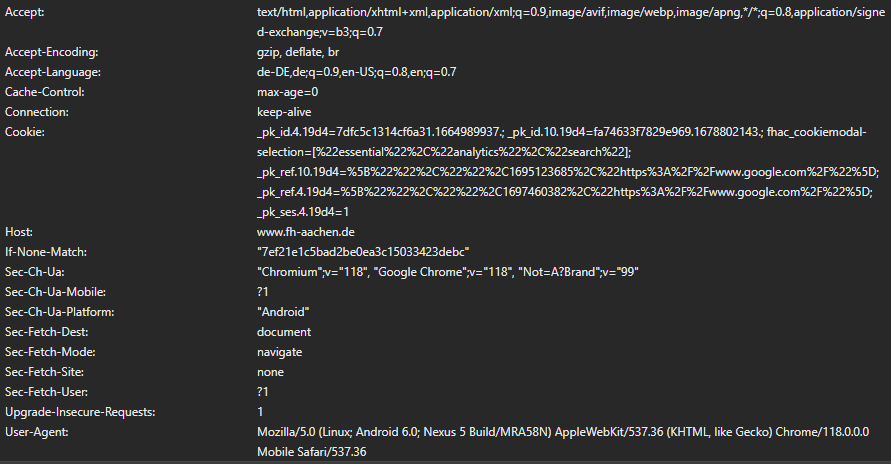 Accept: text/html,application/xhtml+xml,application/xml;q=0.9,image/avif,image/webp,image/apng,*/*;q=0.8,application/signe
d-exchange;v=b3;q=0.7
Accept-Encoding: gzip, deflate, br
Accept-Language: de-DE,de;q=0.9,en-US;q=0.8,en;q=0.7
Cache-Control: max-age=0
Connection: keep-alive
Cookie: _pk_id.4.19d4=7dfc5c1314cf6a31.1664989937.; _pk_id.10.19d4=fa74633f7829e969.1678802143.; fhac_cookiemodal-
selection=[%22essential%22%2C%22analytics%22%2C%22search%22];
_pk_ref.10.19d4=%5B%22%22%2C%22%22%2C1695123685%2C%22https%3A%2F%2Fwww.google.com%2F%22%5D;
_pk_ref.4.19d4=%5B%22%22%2C%22%22%2C1697460382%2C%22https%3A%2F%2Fwww.google.com%2F%22%5D;
_pk_ses.4.19d4=1
Host: www.fh-aachen.de
If-None-Match: "7ef21e1c5bad2be0ea3c15033423debc"
Sec-Ch-Ua: "Chromium";v="118", "Google Chrome";v="118", "Not=A?Brand";v="99"
Sec-Ch-Ua-Mobile: ?1
Sec-Ch-Ua-Platform: "Android"
Sec-Fetch-Dest: document
Sec-Fetch-Mode: navigate
Sec-Fetch-Site: none
Sec-Fetch-User: ?1
Upgrade-Insecure-Requests: 1
User-Agent: Mozilla/5.0 (Linux; Android 6.0; Nexus 5 Build/MRA58N) AppleWebKit/537.36 (KHTML, like Gecko) Chrome/118.0.0.0
Mobile Safari/537.36